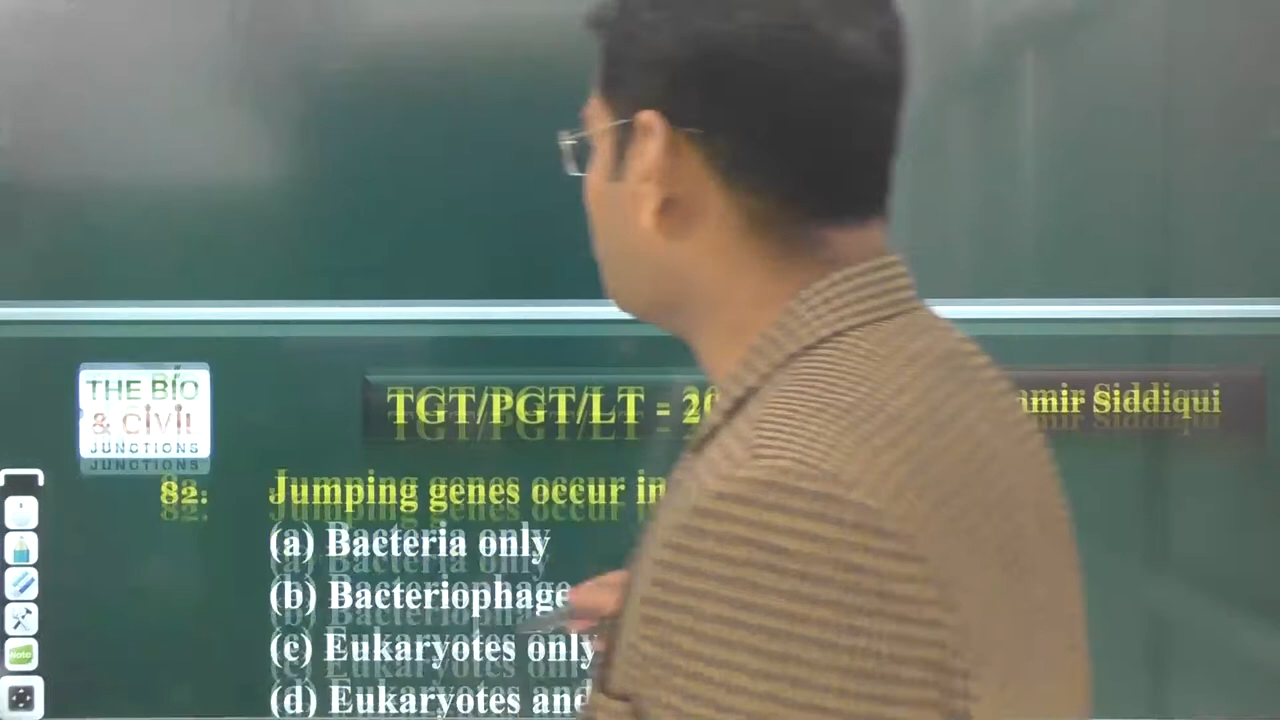 THE BIO
& CIVIL
JUNCTIONS
TGT/PGT/LT = 20
amir Siddiqui
82. Jumping genes occur in
(a) Bacteria only
(b) Bacteriophage
(c) Eukaryotes only
(d) Eukaryotes and